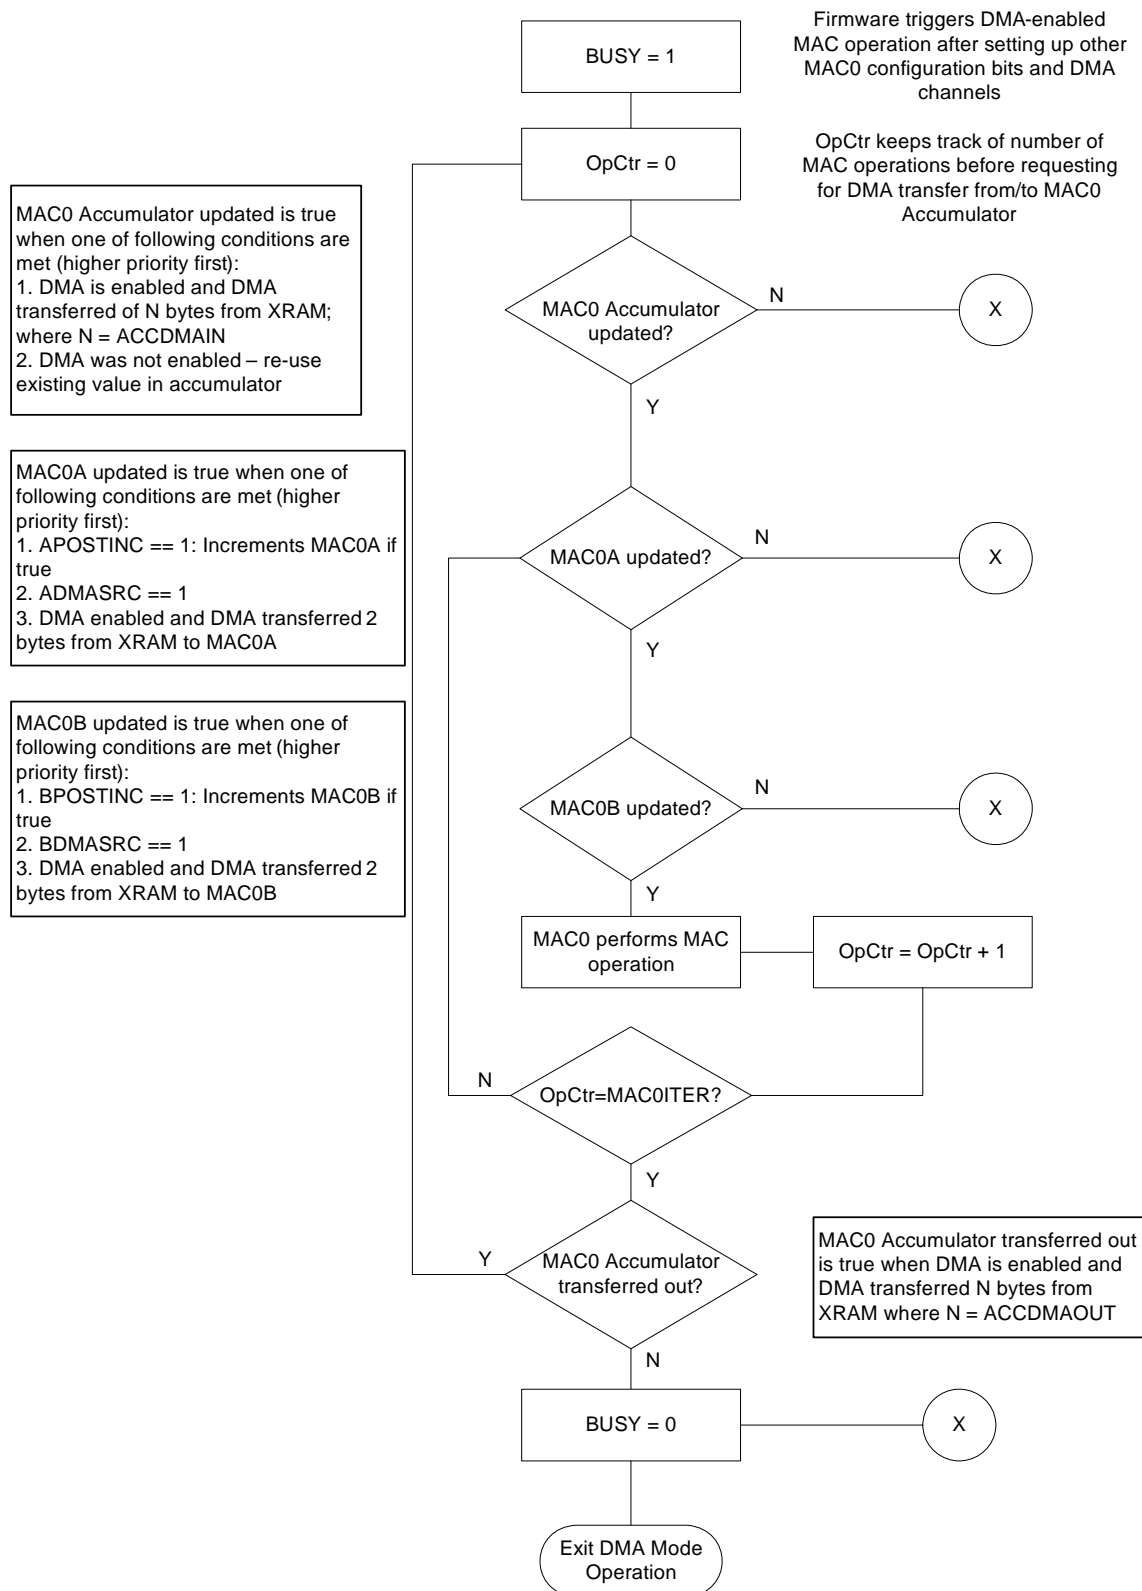 BUSY = 1
Firmware triggers DMA-enabled
MAC operation after setting up other
MAC0 configuration bits and DMA
channels
OpCtr = 0
OpCtr keeps track of number of
MAC operations before requesting
for DMA transfer from/to MAC0
Accumulator
MAC0 Accumulator updated is true
when one of following conditions are
met (higher priority first):
1. DMA is enabled and DMA
transferred of N bytes from XRAM;
where N = ACCDMAIN
2. DMA was not enabled – re-use
existing value in accumulator
MAC0 Accumulator
updated?
N
X
Y
MAC0A updated is true when one of
following conditions are met (higher
priority first):
1. APOSTINC == 1: Increments MAC0A if
true
2. ADMASRC == 1
3. DMA enabled and DMA transferred 2
bytes from XRAM to MAC0A
MAC0A updated?
N
X
Y
MAC0B updated is true when one of
following conditions are met (higher
priority first):
1. BPOSTINC == 1: Increments MAC0B if
true
2. BDMASRC == 1
3. DMA enabled and DMA transferred 2
bytes from XRAM to MAC0B
MAC0B updated?
N
X
Y
MAC0 performs MAC
operation
OpCtr = OpCtr + 1
N
OpCtr=MAC0ITER?
Y
Y
MAC0 Accumulator
transferred out?
MAC0 Accumulator transferred out
is true when DMA is enabled and
DMA transferred N bytes from
XRAM where N = ACCDMAOUT
N
BUSY = 0
X
Exit DMA Mode
Operation